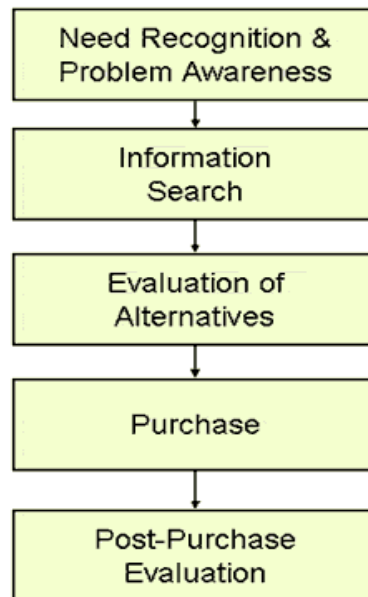 Need Recognition &
Problem Awareness
Information
Search
Evaluation of
Alternatives
Purchase
Post-Purchase
Evaluation